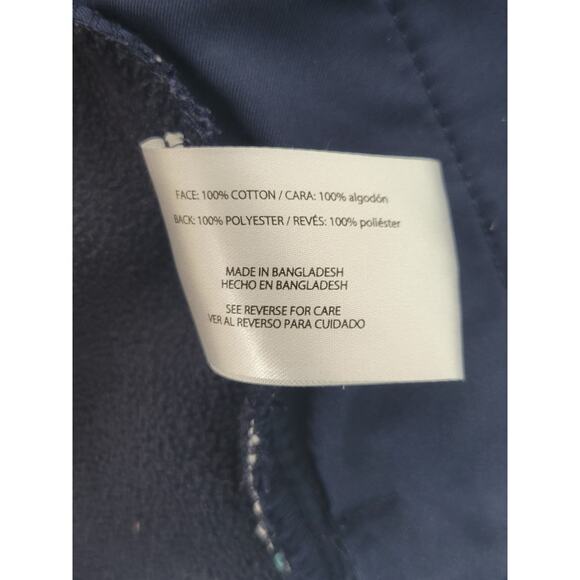 FACE: 100% COTTON / CARA: 100% algodón
BACK: 100% POLYESTER / REVÉS: 100% poliéster
MADE IN BANGLADESH
HECHO EN BANGLADESH
SEE REVERSE FOR CARE
VER AL REVERSO PARA CUIDADO